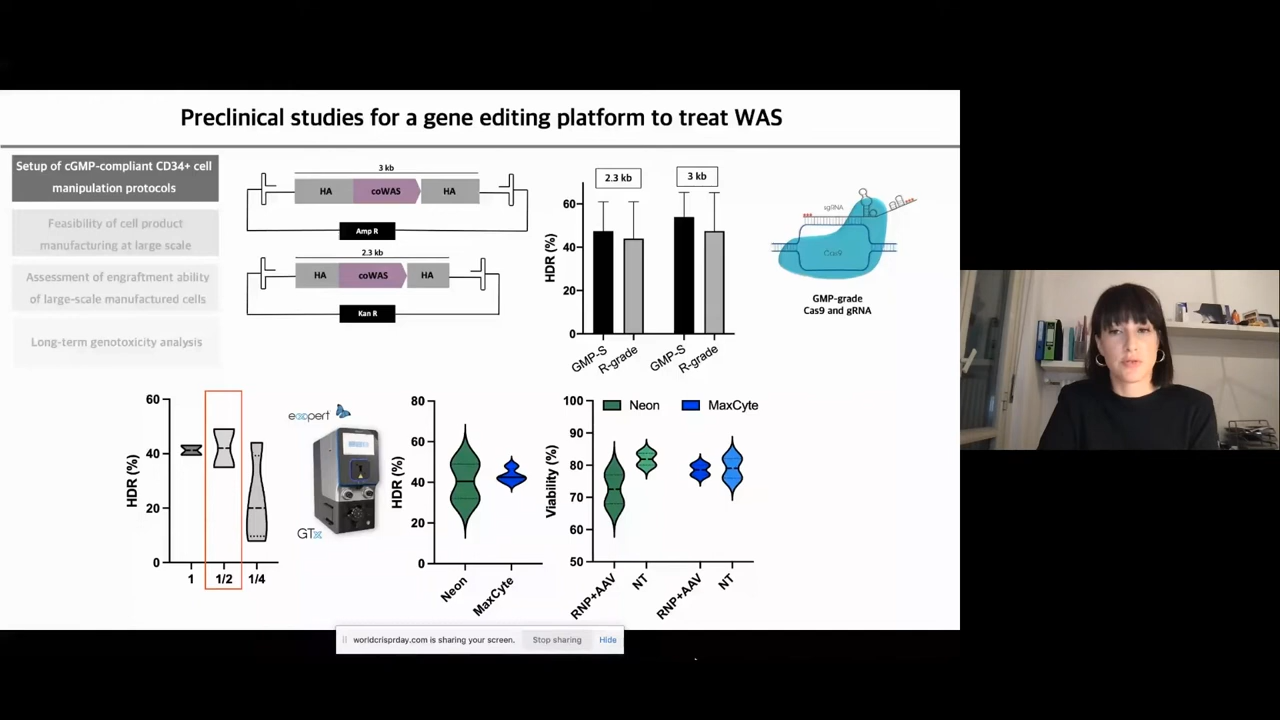 Preclinical studies for a gene editing platform to treat WAS
Setup of cGMP-compliant CD34+ cell
manipulation protocols
Feasibility of cell product
manufacturing at large scale
Assessment of engraftment ability
of large-scale manufactured cells
Long-term genotoxicity analysis
3 kb
HA
coWAS
HA
Amp R
2.3 kb
HA
coWAS
HA
Kan R
2.3 kb
3 kb
HDR (%)
60
40
20
0
GMP-S
R-grade
GMP-S
R-grade
sgRNA
Cas9
GMP-grade
Cas9 and gRNA
HDR (%)
60
40
20
0
1
1/2
1/4
GTx
HDR (%)
80
60
40
20
0
Neon
MaxCyte
Neon
MaxCyte
Viability (%)
100
90
80
70
60
50
RNP+AAV
NT
RNP+AAV
NT
worldcrisprday.com is sharing your screen.
Stop sharing
Hide